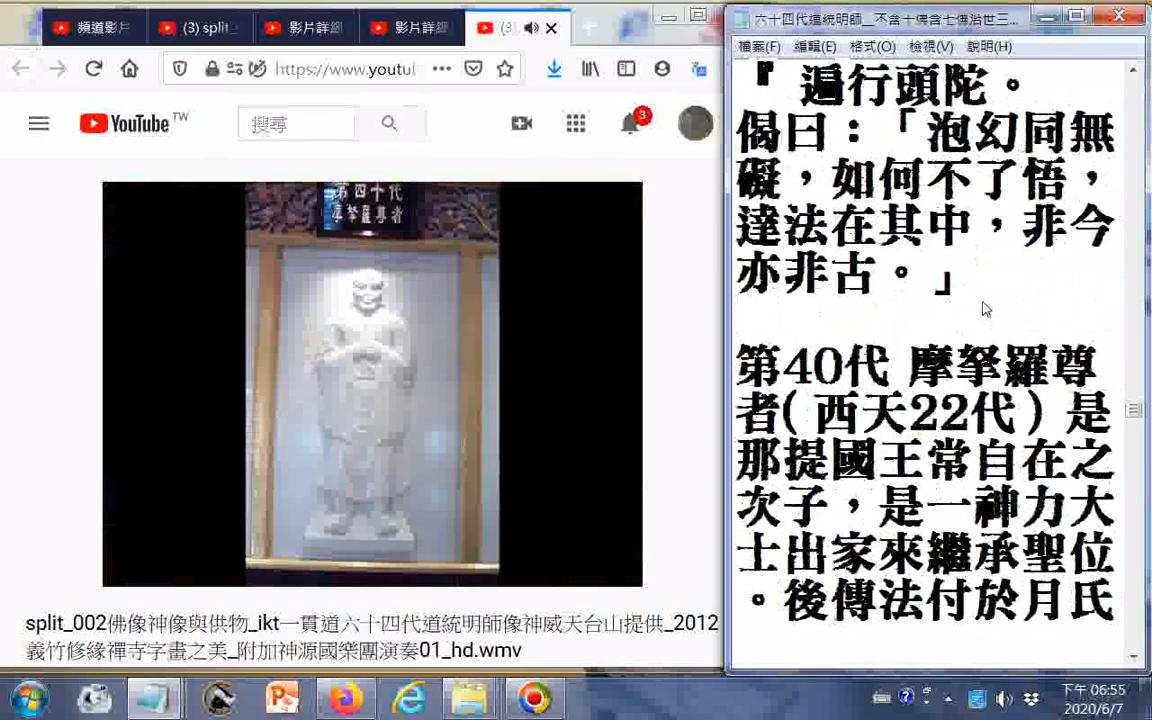 頻道影片
(3) split
影片詳細
影片詳細
(3)
六十四代道統明師__不含十佛含七佛治世三...
檔案(F) 編輯(E) 格式(O) 檢視(V) 說明(H)
https://www.youtu
YouTube TW
搜尋
3
第四十代
摩拏羅尊者
split_002佛像神像與供物_ikt一貫道六十四代道統明師像神威天台山提供_2012
義竹修緣禪寺字畫之美_附加神源國樂團演奏01_hd.wmv
『 遍行頭陀。
偈曰：「泡幻同無
礙，如何不了悟，
達法在其中，非今
亦非古。」
第40代 摩拏羅尊
者( 西天22代 ) 是
那提國王常自在之
次子，是一神力大
士出家來繼承聖位
。後傳法付於月氏
下午 06:55
2020/6/7